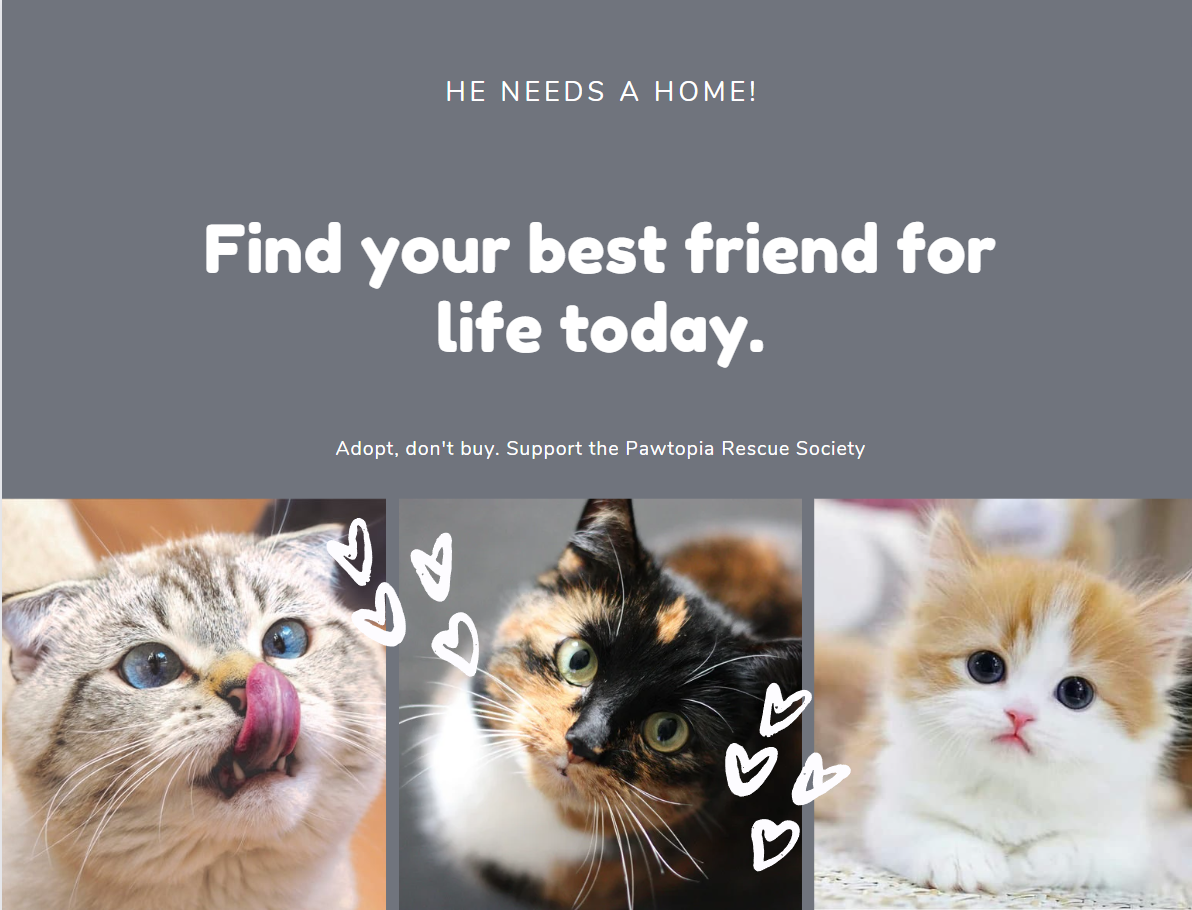 HE NEEDS A HOME!
Find your best friend for
life today.
Adopt, don't buy. Support the Pawtopia Rescue Society